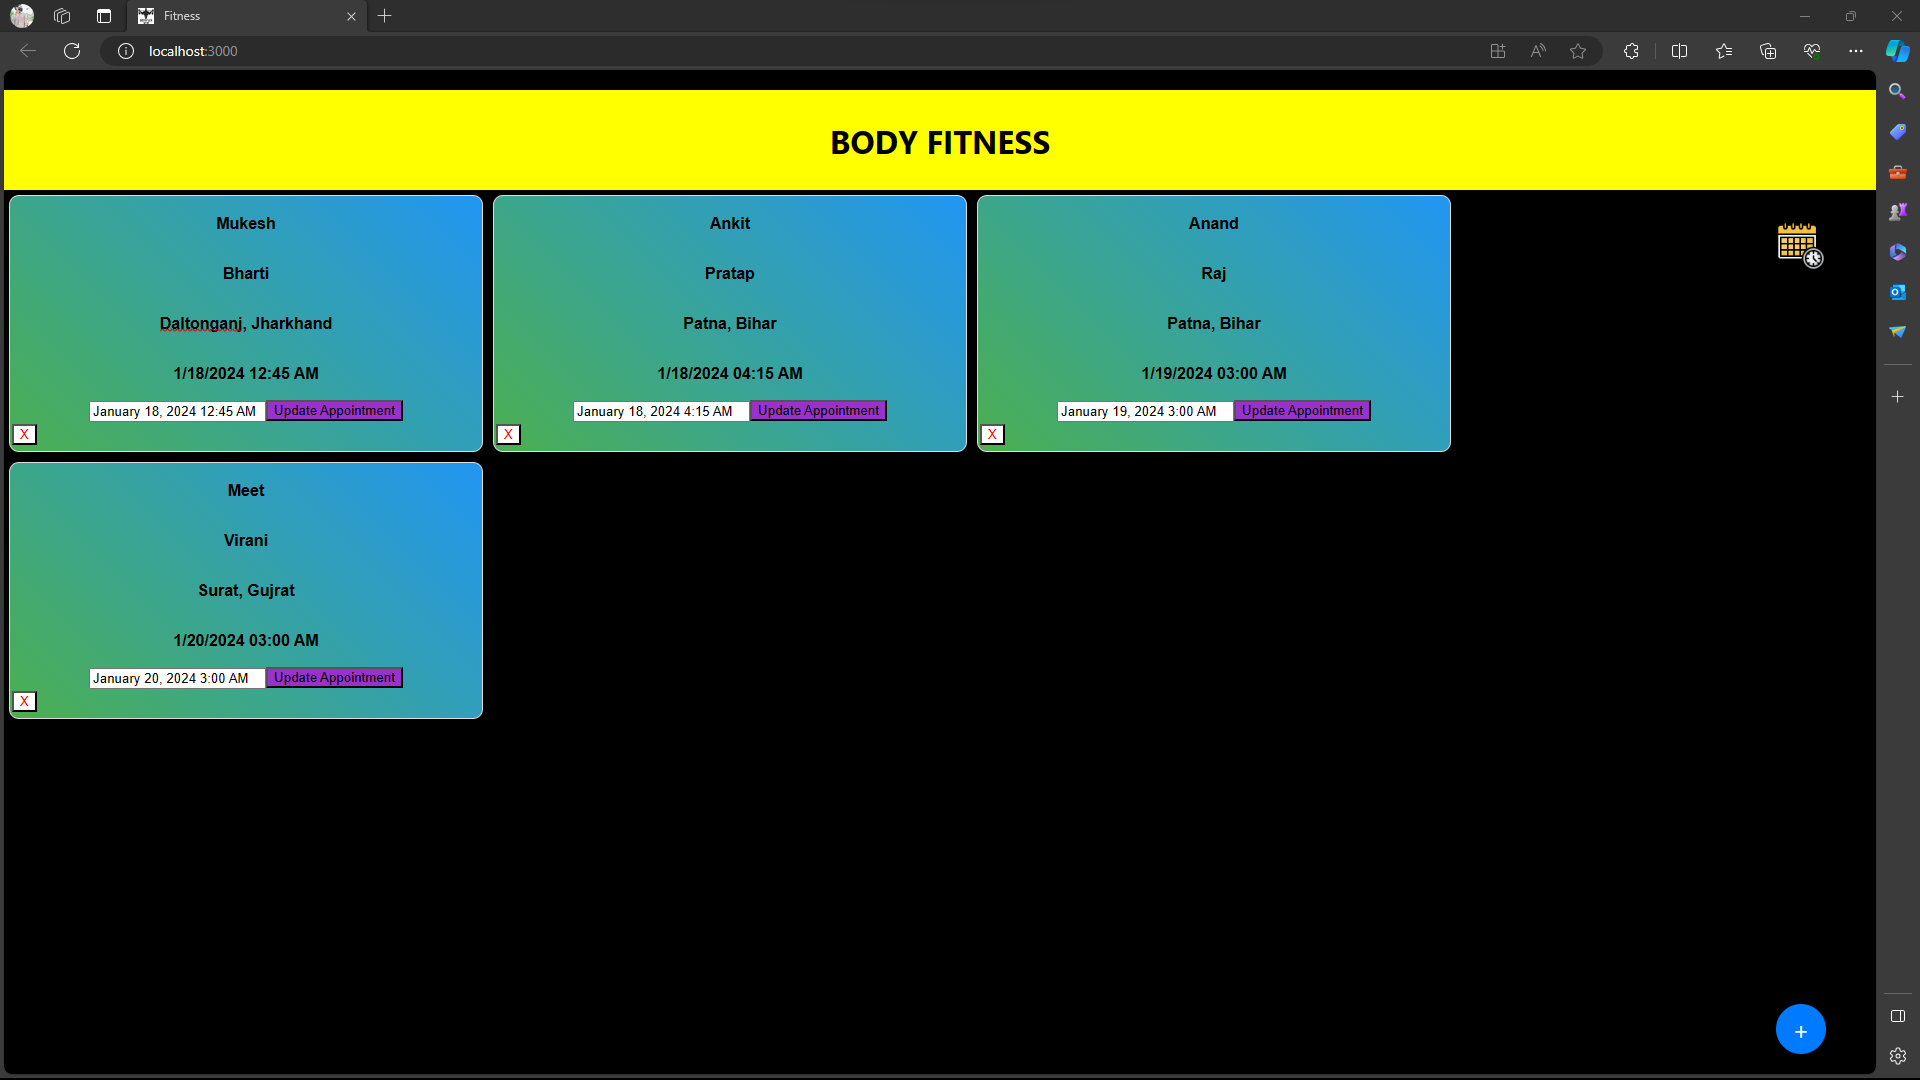 Fitness
localhost:3000
BODY FITNESS
Mukesh
Bharti
Daltonganj, Jharkhand
1/18/2024 12:45 AM
January 18, 2024 12:45 AM Update Appointment
X
Ankit
Pratap
Patna, Bihar
1/18/2024 04:15 AM
January 18, 2024 4:15 AM Update Appointment
X
Anand
Raj
Patna, Bihar
1/19/2024 03:00 AM
January 19, 2024 3:00 AM Update Appointment
X
Meet
Virani
Surat, Gujrat
1/20/2024 03:00 AM
January 20, 2024 3:00 AM Update Appointment
X
+